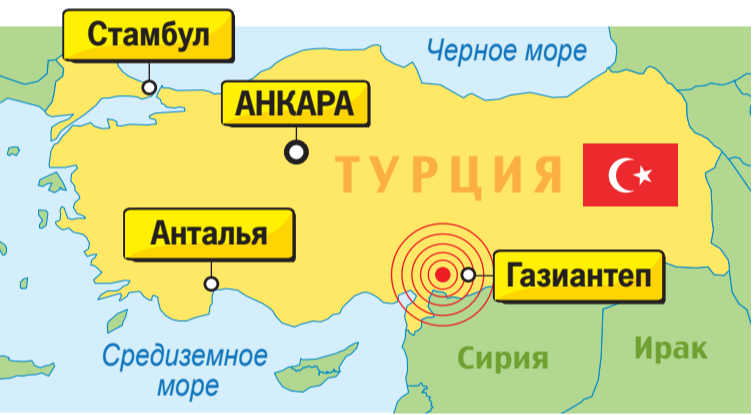 Стамбул
Черное море
АНКАРА
ТУРЦИЯ
Анталья
Газиантеп
Средиземное
море
Сирия
Ирак